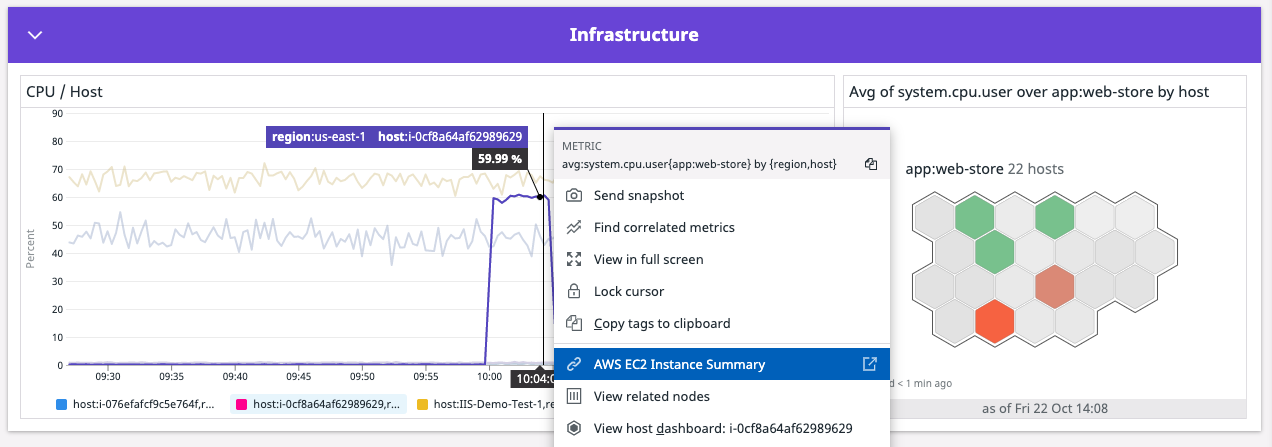 Infrastructure
CPU / Host
90
80
70
60
50
40
30
20
10
0
Percent
region:us-east-1 host:i-0cf8a64af62989629
59.99 %
09:30
09:35
09:40
09:45
09:50
09:55
10:00
10:04:0
host:i-076efafcf9c5e764f,r...
host:i-0cf8a64af62989629,r...
host:IIS-Demo-Test-1,re
METRIC
avg:system.cpu.user{app:web-store} by {region,host}
Send snapshot
Find correlated metrics
View in full screen
Lock cursor
Copy tags to clipboard
AWS EC2 Instance Summary
View related nodes
View host dashboard: i-0cf8a64af62989629
Avg of system.cpu.user over app:web-store by host
app:web-store 22 hosts
d < 1 min ago
as of Fri 22 Oct 14:08